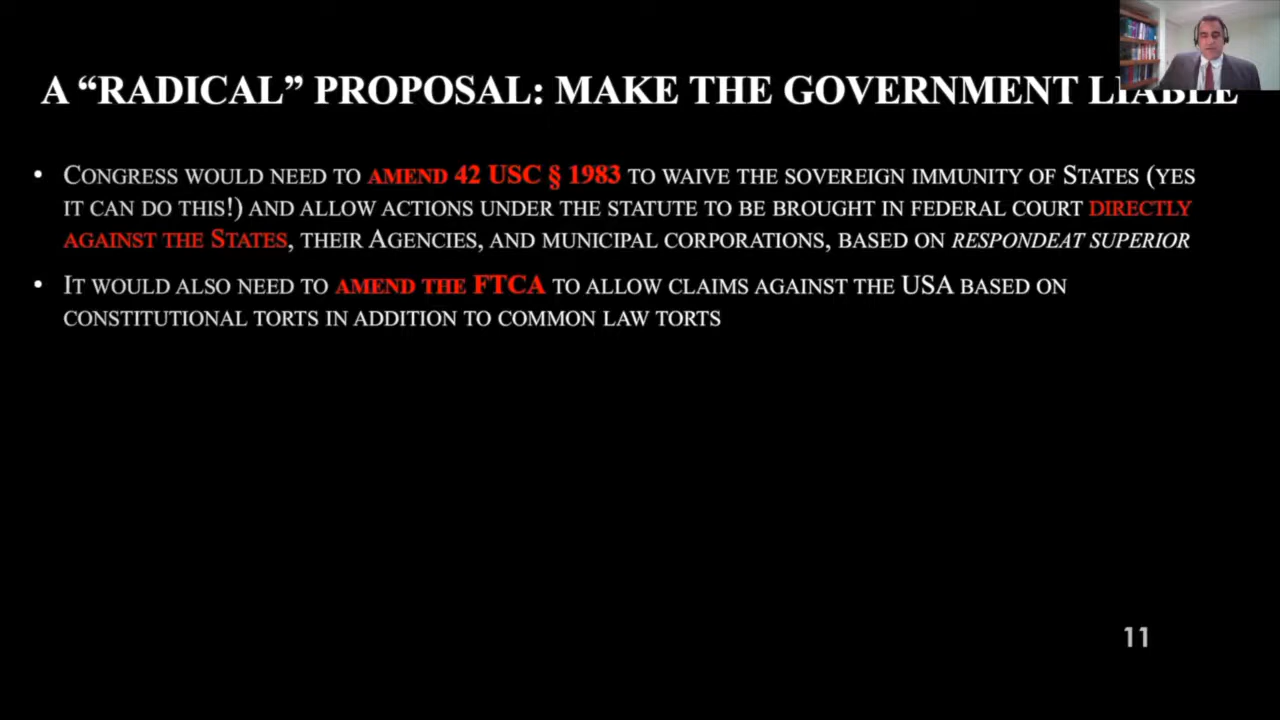 A “RADICAL” PROPOSAL: MAKE THE GOVERNMENT LIABLE
• CONGRESS WOULD NEED TO AMEND 42 USC § 1983 TO WAIVE THE SOVEREIGN IMMUNITY OF STATES (YES
IT CAN DO THIS!) AND ALLOW ACTIONS UNDER THE STATUTE TO BE BROUGHT IN FEDERAL COURT DIRECTLY
AGAINST THE STATES, THEIR AGENCIES, AND MUNICIPAL CORPORATIONS, BASED ON RESPONDEAT SUPERIOR
• IT WOULD ALSO NEED TO AMEND THE FTCA TO ALLOW CLAIMS AGAINST THE USA BASED ON
CONSTITUTIONAL TORTS IN ADDITION TO COMMON LAW TORTS
11